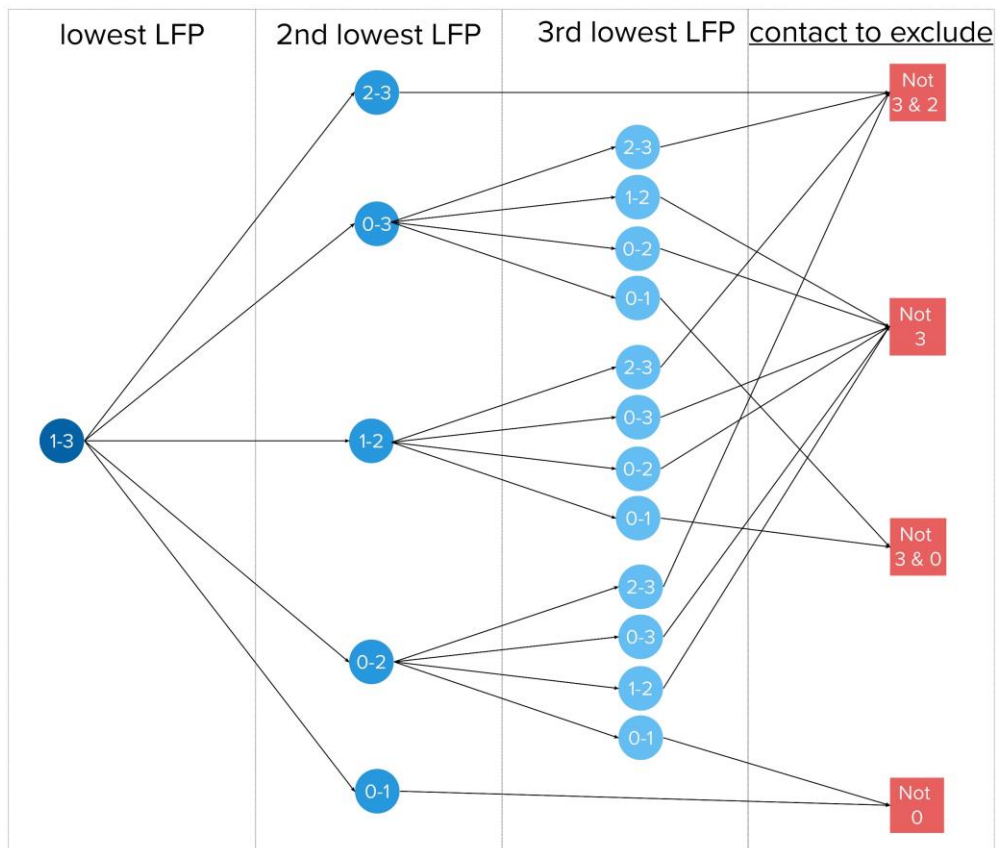 lowest LFP
2nd lowest LFP
3rd lowest LFP
contact to exclude
1-3
2-3
0-3
1-2
0-2
0-1
2-3
1-2
0-2
0-1
2-3
0-3
0-2
0-1
2-3
0-3
1-2
0-1
Not
3 & 2
Not
3
Not
3 & 0
Not
0